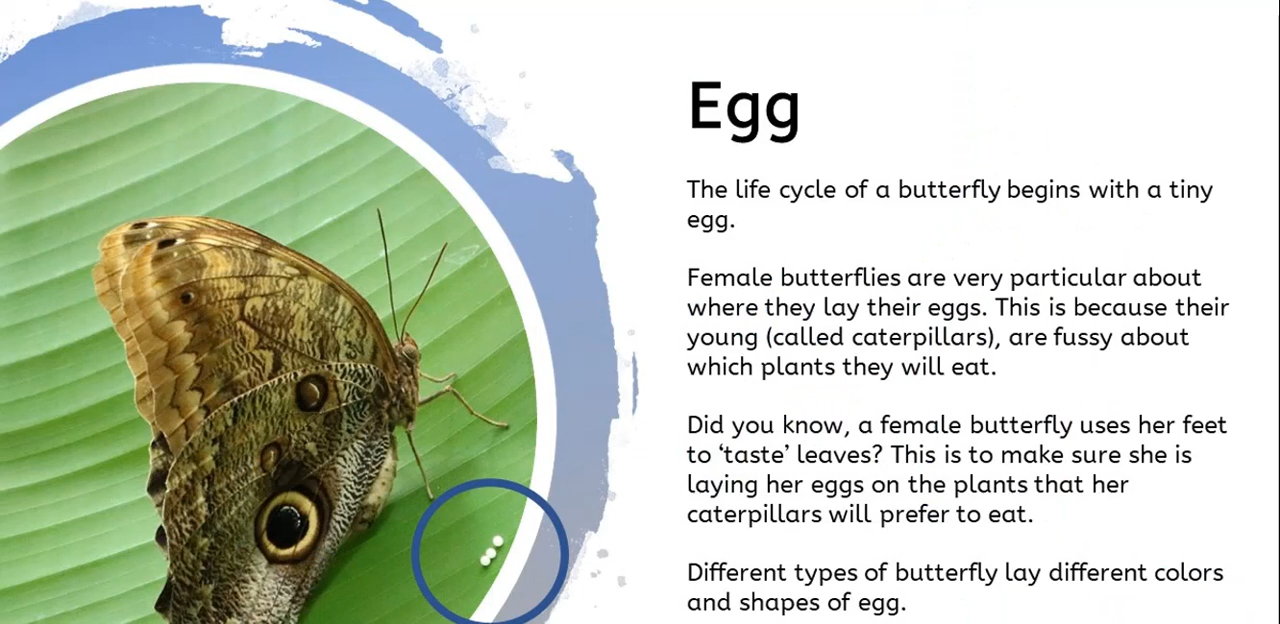 Egg
The life cycle of a butterfly begins with a tiny
egg.
Female butterflies are very particular about
where they lay their eggs. This is because their
young (called caterpillars), are fussy about
which plants they will eat.
Did you know, a female butterfly uses her feet
to ‘taste’ leaves? This is to make sure she is
laying her eggs on the plants that her
caterpillars will prefer to eat.
Different types of butterfly lay different colors
and shapes of egg.